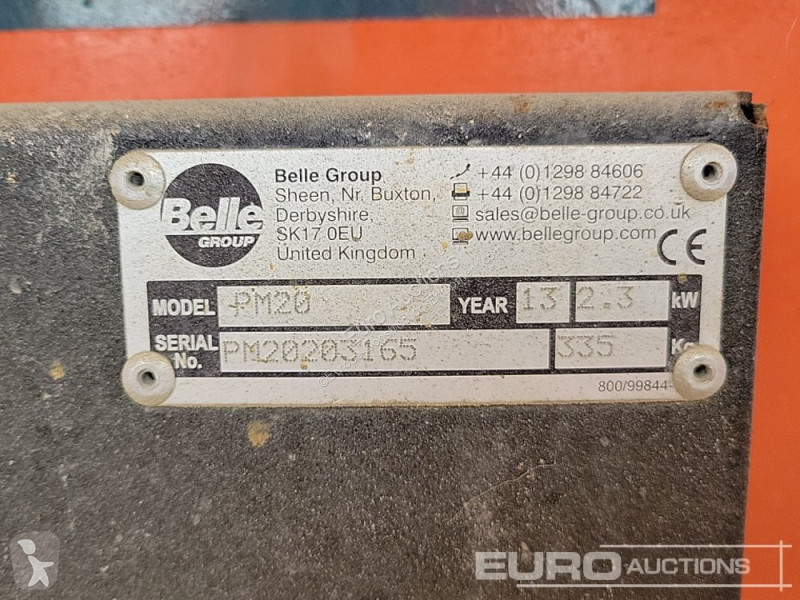 Belle
GROUP
Belle Group
Sheen, Nr. Buxton,
Derbyshire,
SK17 0EU
United Kingdom
+44 (0)1298 84606
+44 (0)1298 84722
sales@belle-group.co.uk
www.bellegroup.com
CE
MODEL PM20 YEAR 13 2.3 kW
SERIAL No. PM20203165 335 Kg
800/99844
EURO AUCTIONS